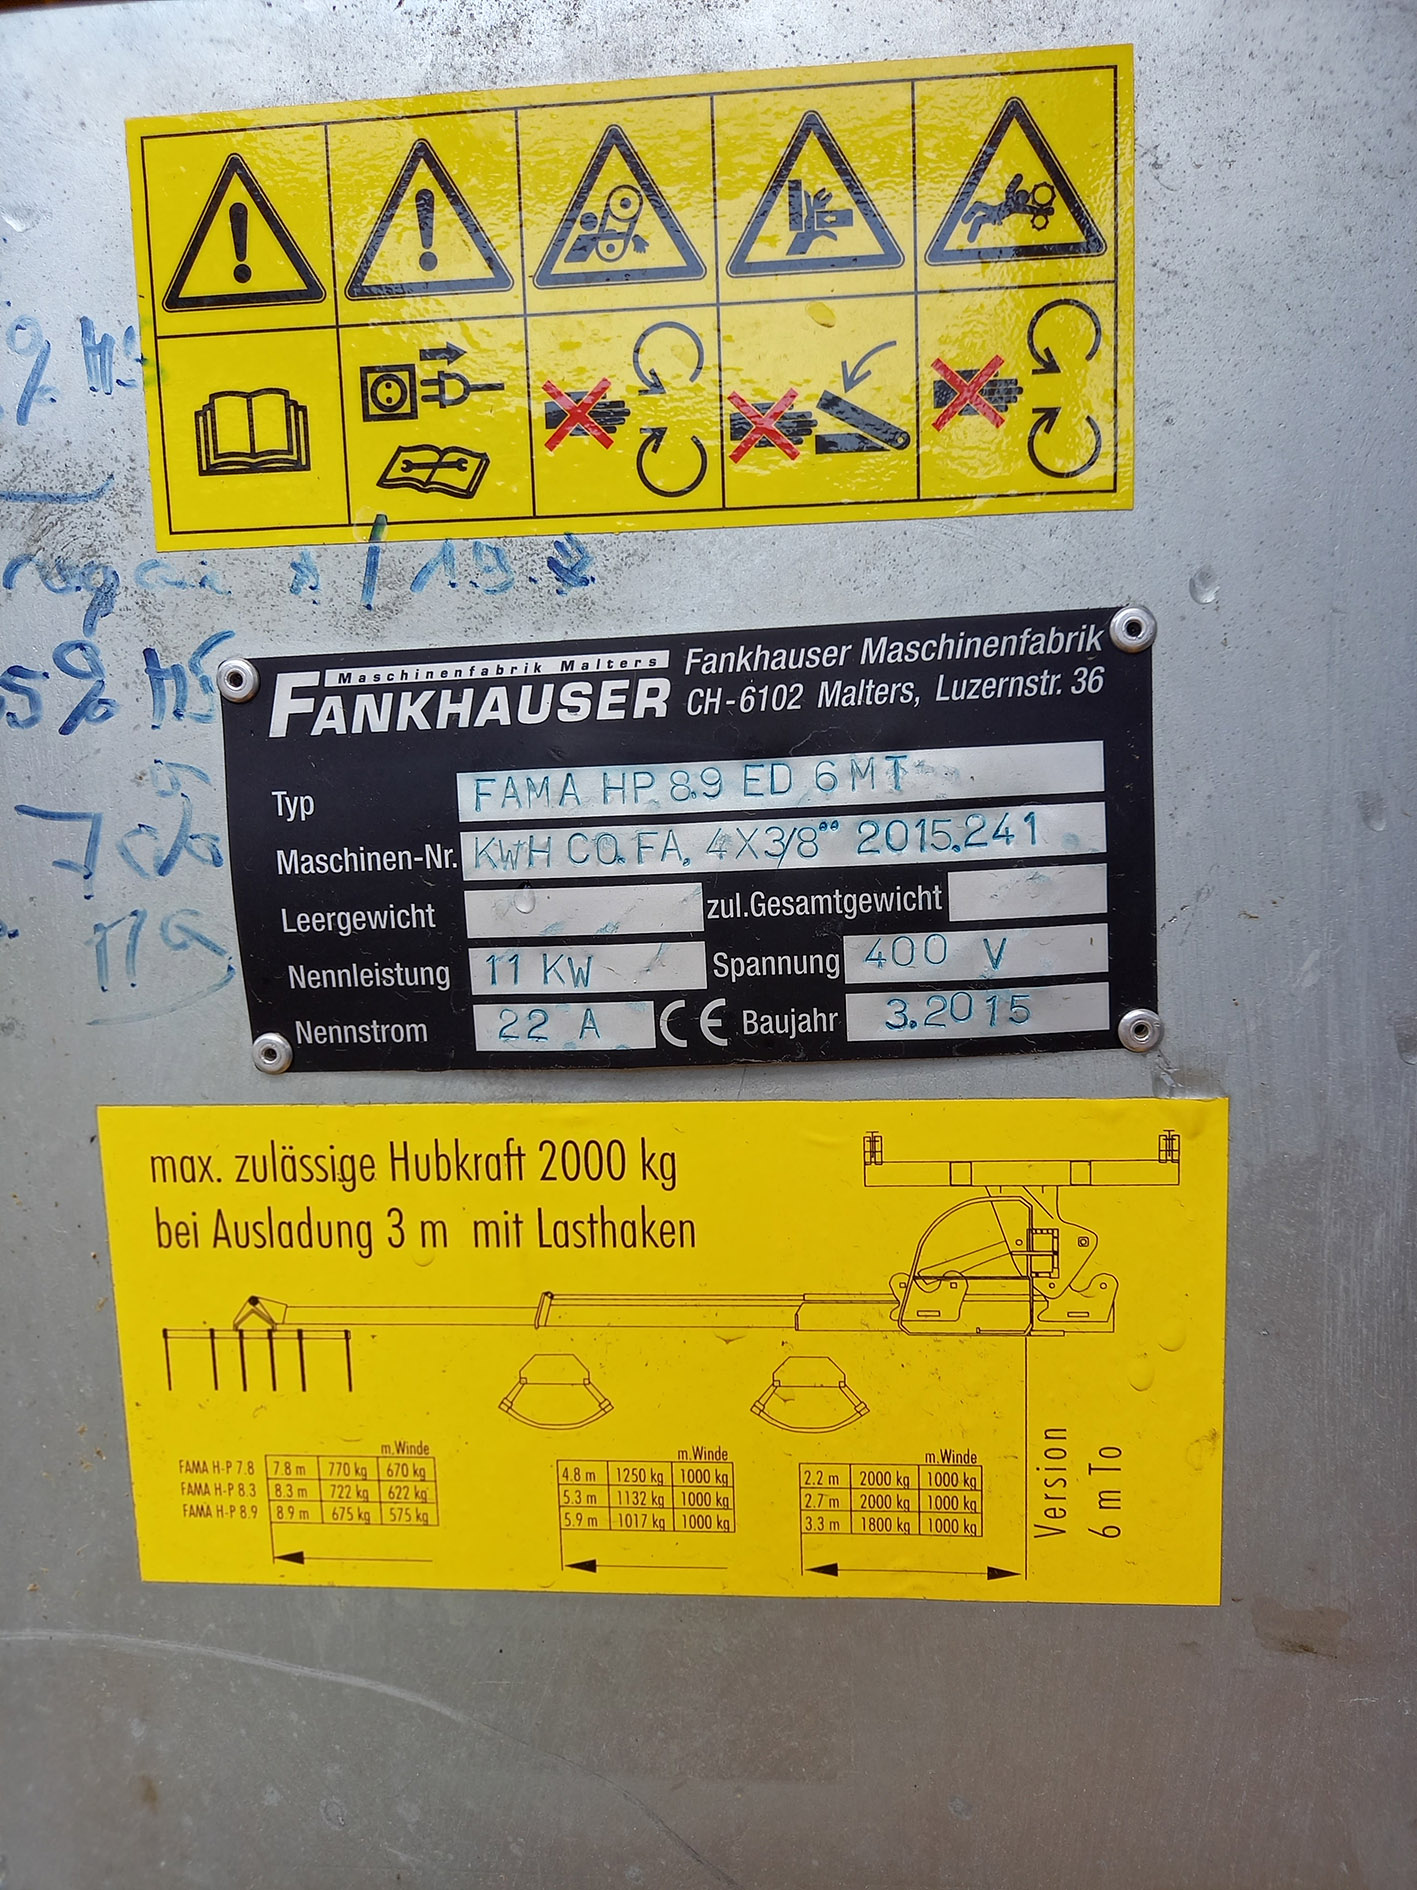 Maschinenfabrik Malters
FANKHAUSER
Fankhauser Maschinenfabrik
CH-6102 Malters, Luzernstr. 36
Typ FAMA HP 8.9 ED 6MT
Maschinen-Nr. KWH CO.FA. 4X3/8"" 2015.241
Leergewicht zul.Gesamtgewicht
Nennleistung 11 KW Spannung 400 V
Nennstrom 22 A CE Baujahr 3.2015
max. zulässige Hubkraft 2000 kg
bei Ausladung 3 m mit Lasthaken
m.Winde
FAMA H-P 7.8 7.8 m 770 kg 670 kg
FAMA H-P 8.3 8.3 m 722 kg 622 kg
FAMA H-P 8.9 8.9 m 675 kg 575 kg
m.Winde
4.8 m 1250 kg 1000 kg
5.3 m 1132 kg 1000 kg
5.9 m 1017 kg 1000 kg
m.Winde
2.2 m 2000 kg 1000 kg
2.7 m 2000 kg 1000 kg
3.3 m 1800 kg 1000 kg
Version
6 mTo